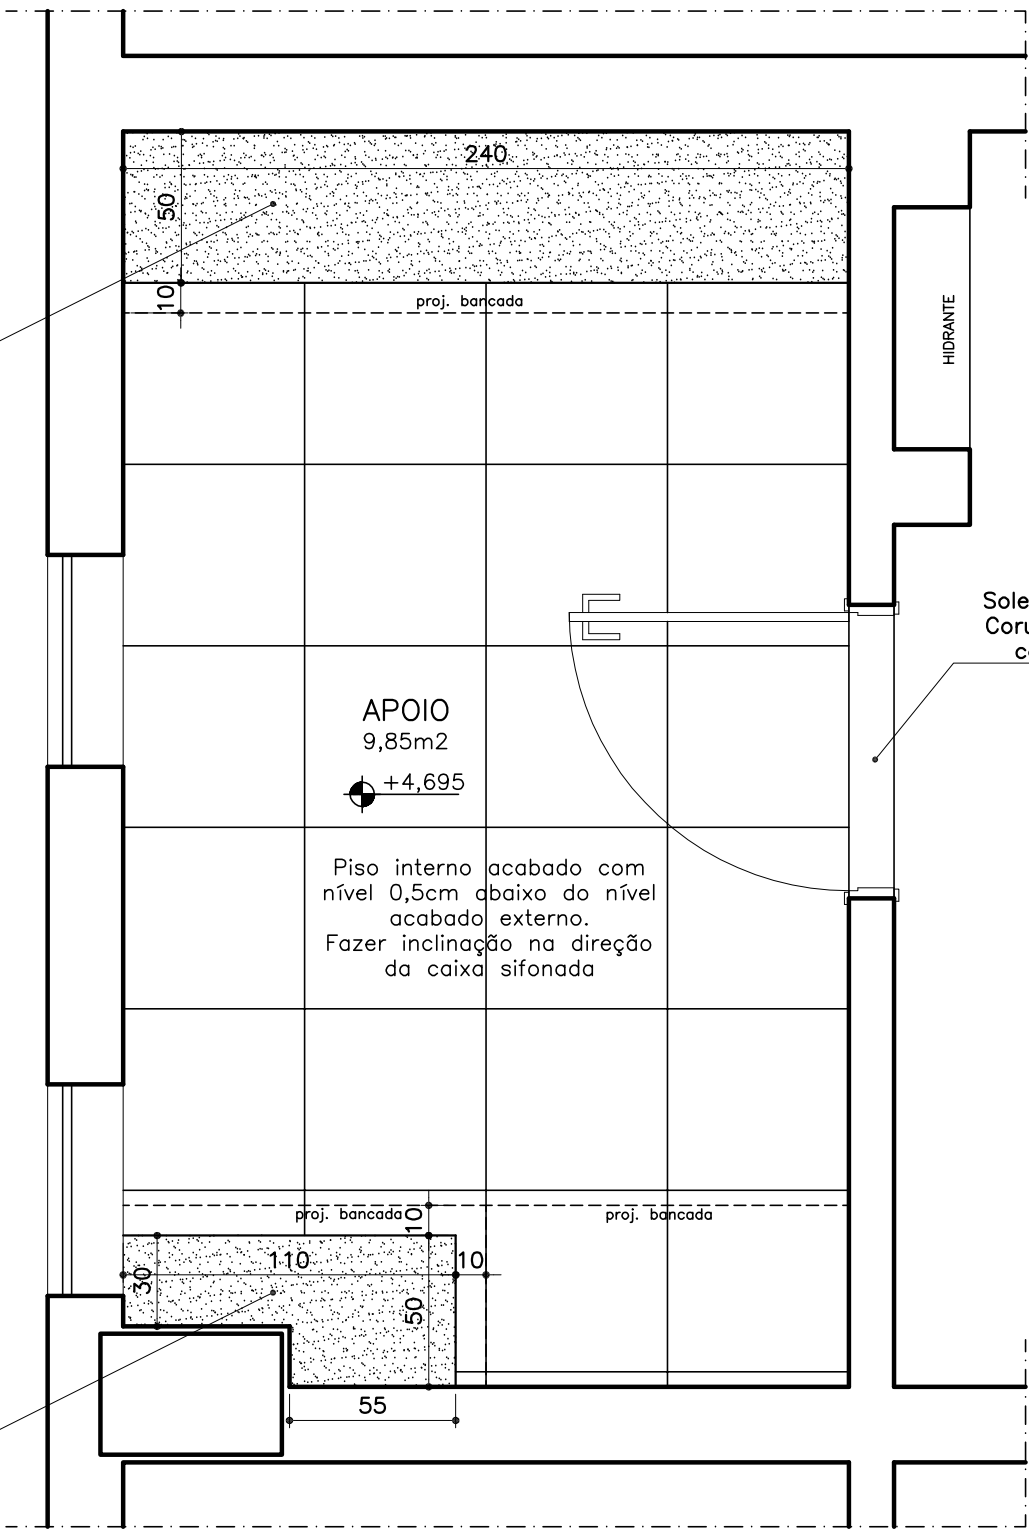 240
50
10
proj. bancada
HIDRANTE
Coru
APOIO
9,85m2
+4,695
Piso interno acabado com
nível 0,5cm abaixo do nível
acabado externo.
Fazer inclinação na direção
da caixa sifonada
proj. bancada
10
proj. bancada
110
10
30
50
55